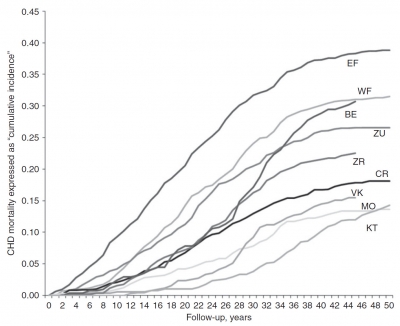 CHD mortality expressed as "cumulative incidence"
0.45
0.40
0.35
0.30
0.25
0.20
0.15
0.10
0.05
0.00
EF
WF
BE
ZU
ZR
CR
VK
MO
KT
0 2 4 6 8 10 12 14 16 18 20 22 24 26 28 30 32 34 36 38 40 42 44 46 48 50
Follow-up, years